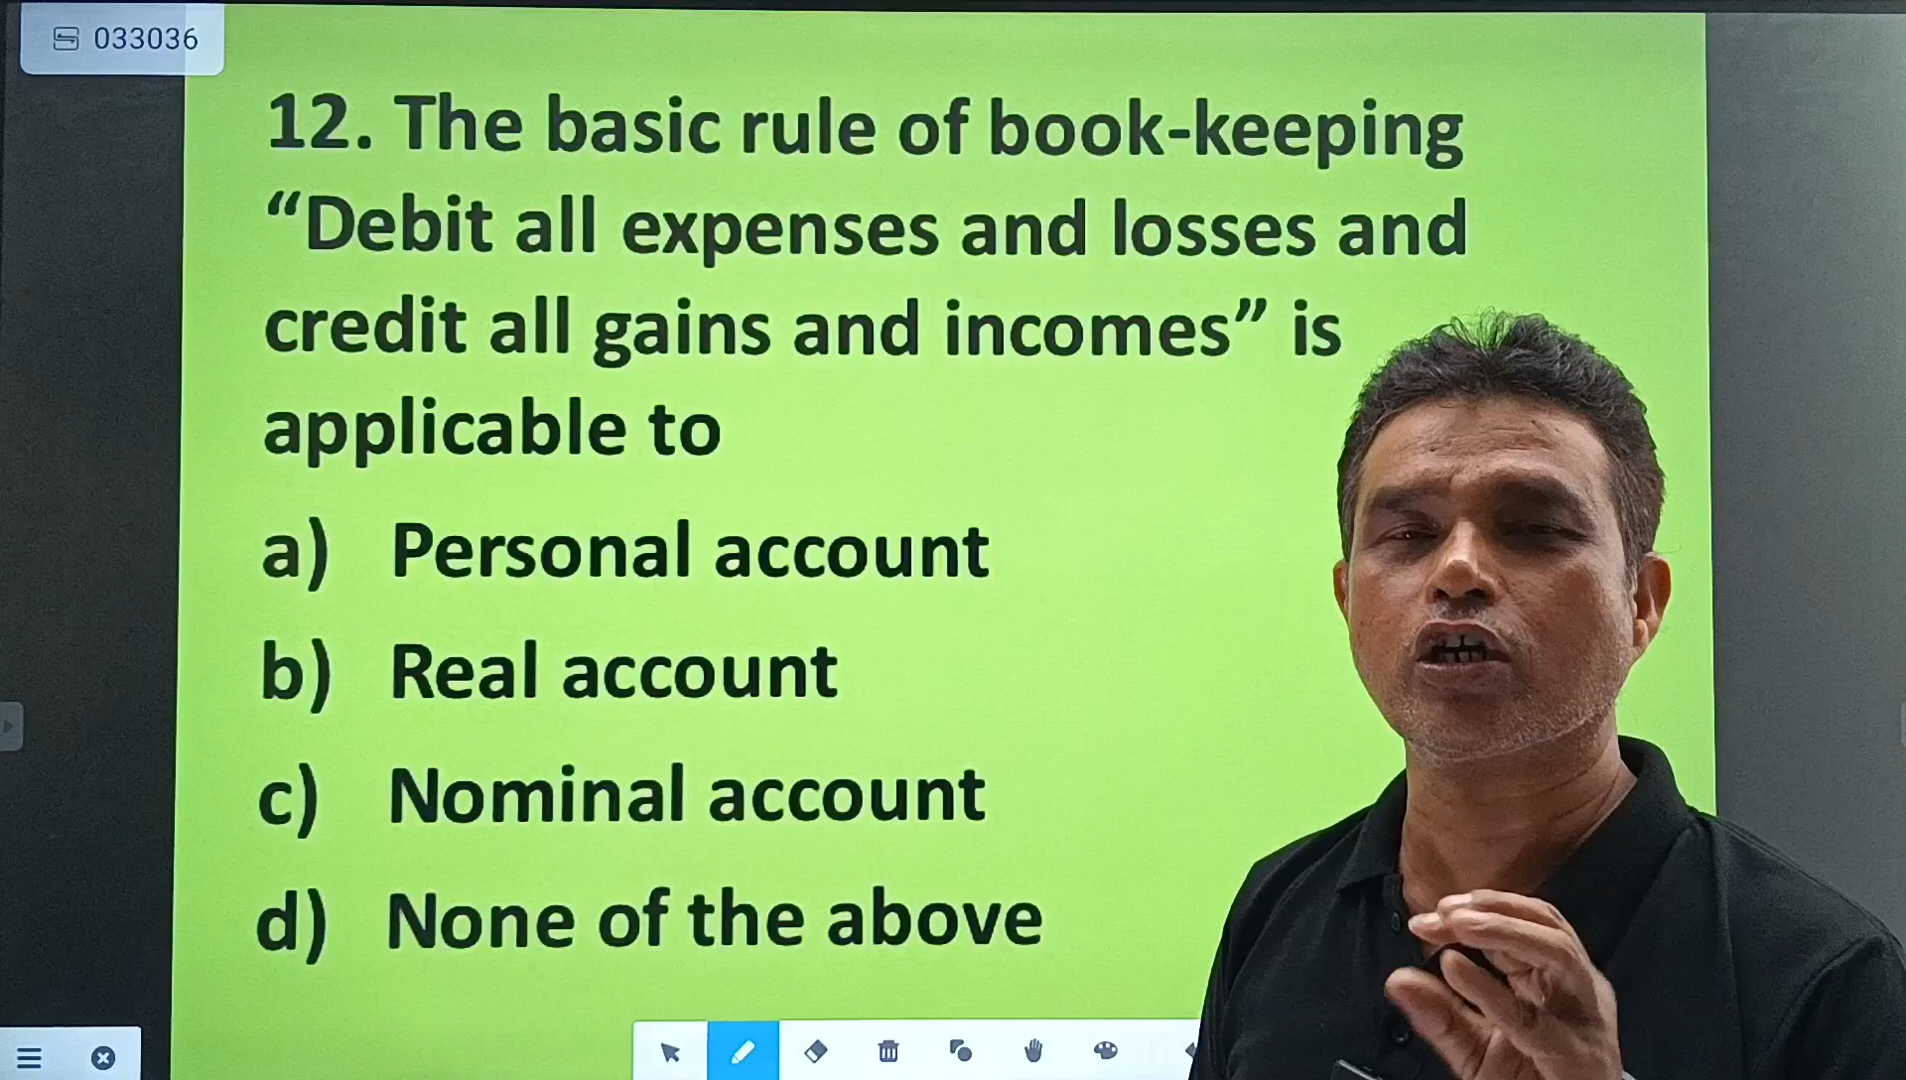 033036
12. The basic rule of book-keeping
“Debit all expenses and losses and
credit all gains and incomes” is
applicable to
a) Personal account
b) Real account
c) Nominal account
d) None of the above